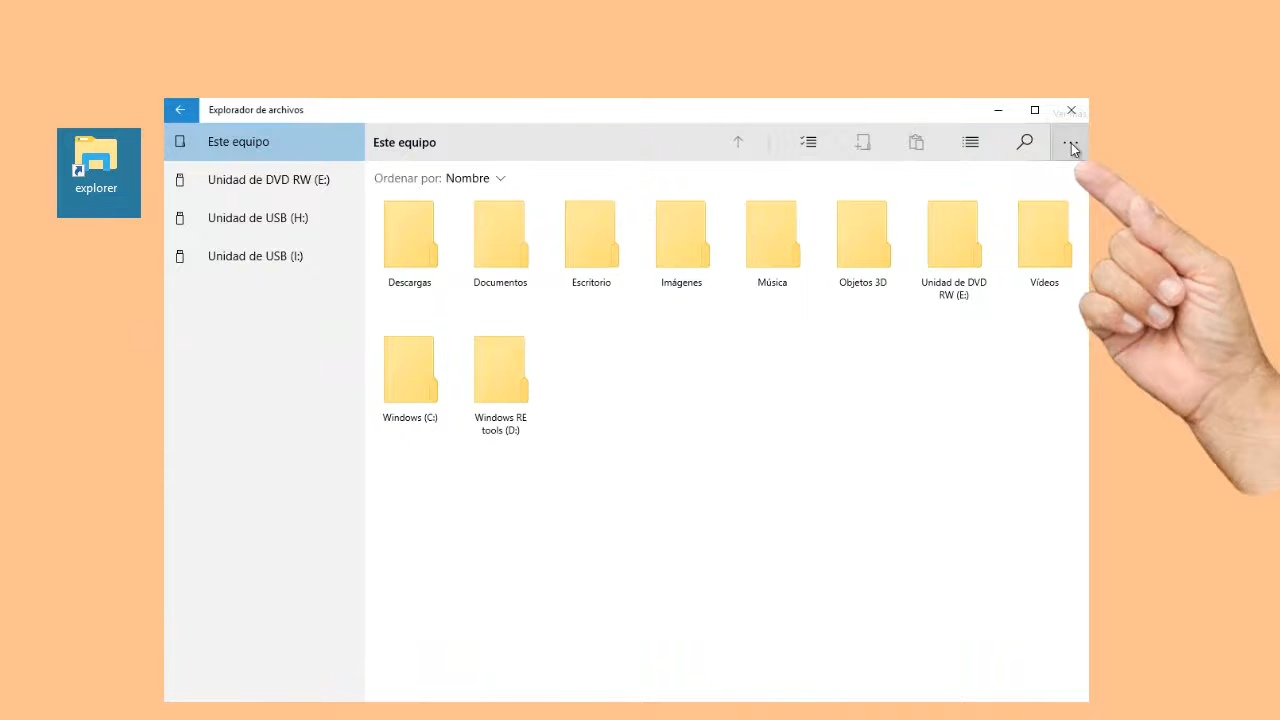 Explorador de archivos
explorer
Este equipo
Unidad de DVD RW (E:)
Unidad de USB (H:)
Unidad de USB (I:)
Este equipo
Ordenar por: Nombre
Descargas
Documentos
Escritorio
Imágenes
Música
Objetos 3D
Unidad de DVD
RW (E:)
Vídeos
Windows (C:)
Windows RE
tools (D:)